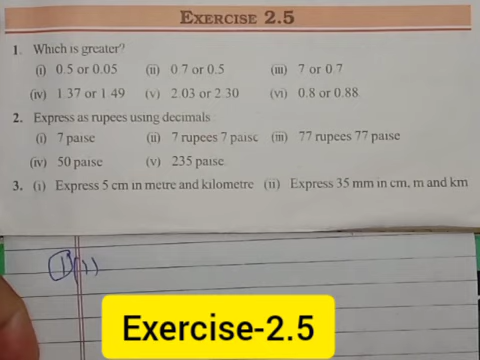 EXERCISE 2.5
1. Which is greater?
(i) 0.5 or 0.05 (ii) 0 7 or 0.5 (iii) 7 or 0.7
(iv) 1.37 or 1 49 (v) 2.03 or 2 30 (vi) 0.8 or 0.88
2. Express as rupees using decimals
(i) 7 paise (ii) 7 rupees 7 paise (iii) 77 rupees 77 paise
(iv) 50 paise (v) 235 paise
3. (i) Express 5 cm in metre and kilometre (ii) Express 35 mm in cm, m and km
1 (i)
Exercise-2.5